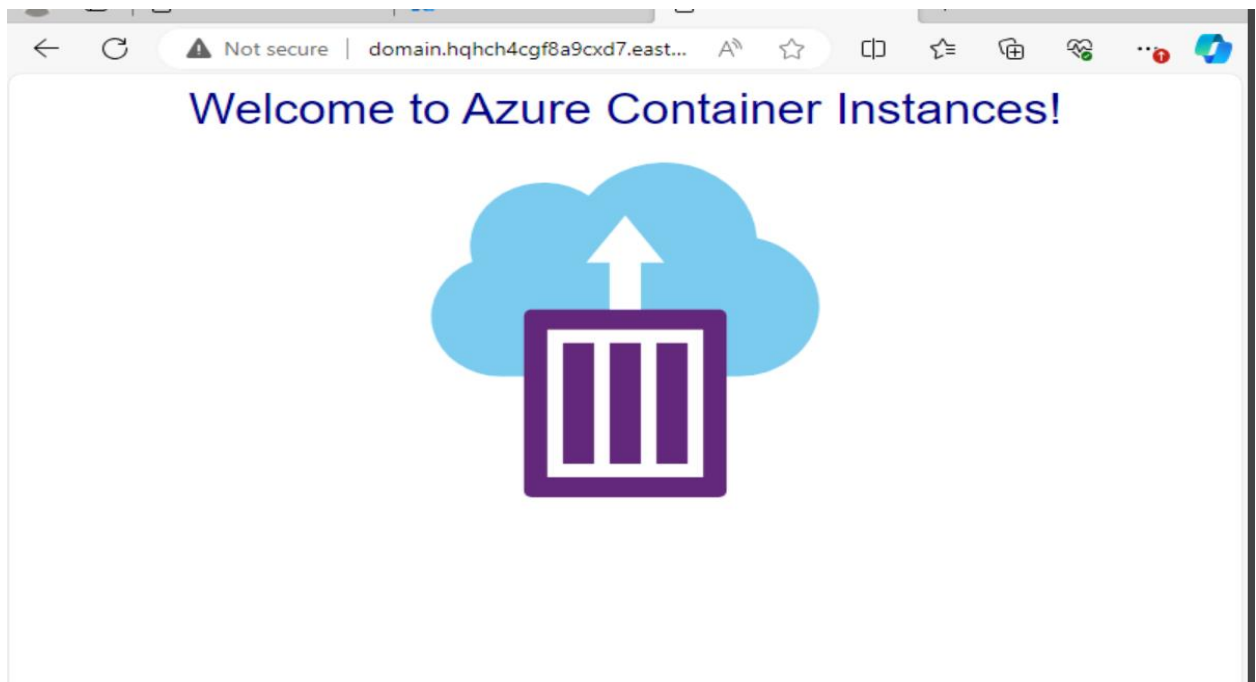 Not secure | domain.hqhch4cgf8a9cxd7.east...
Welcome to Azure Container Instances!